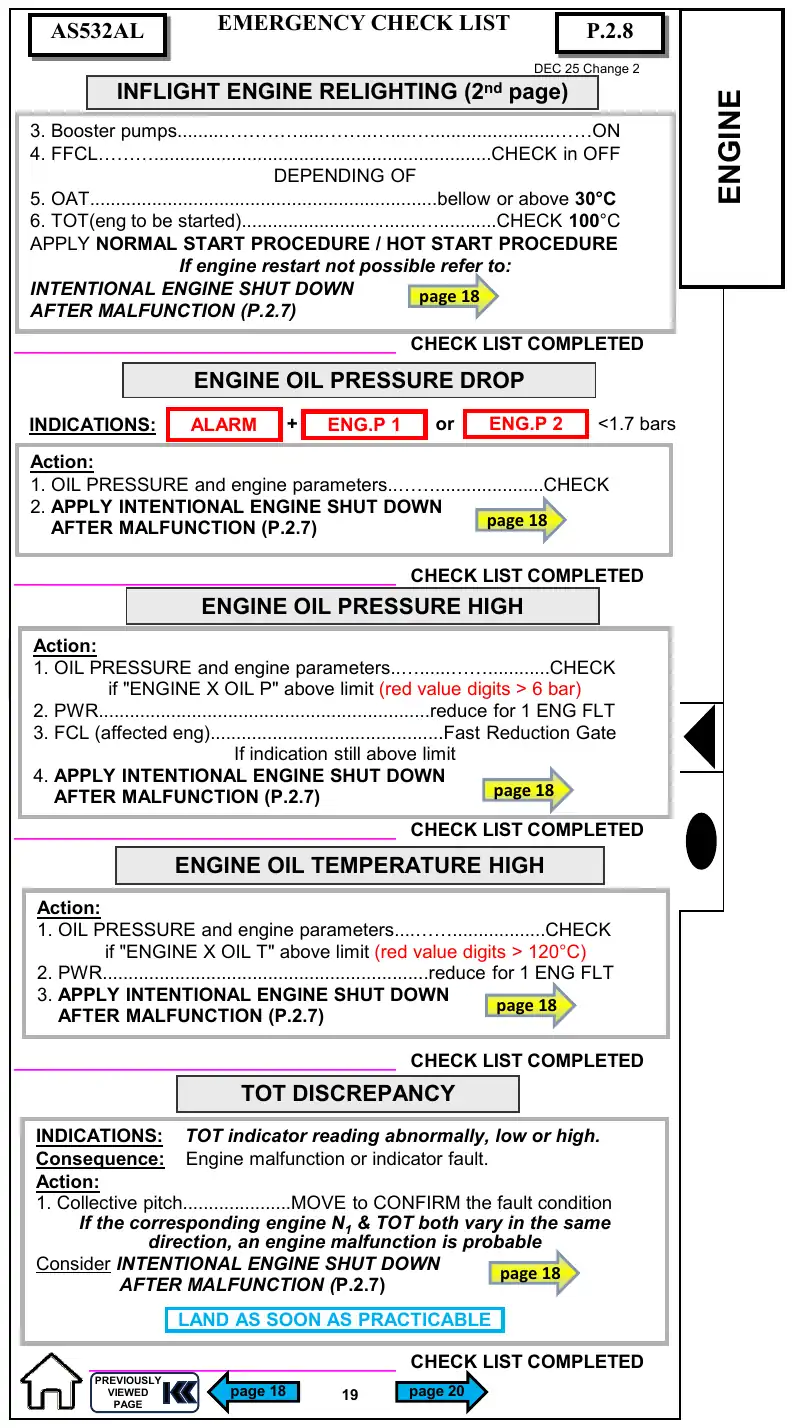 AS532AL
EMERGENCY CHECK LIST
P.2.8
DEC 25 Change 2
ENGINE
INFLIGHT ENGINE RELIGHTING (2nd page)
3. Booster pumps.........…………......……..…....….........................……ON
4. FFCL……….................................................................CHECK in OFF
DEPENDING OF
5. OAT...................................................................bellow or above 30°C
6. TOT(eng to be started)........................…......…...........CHECK 100°C
APPLY NORMAL START PROCEDURE / HOT START PROCEDURE
If engine restart not possible refer to:
INTENTIONAL ENGINE SHUT DOWN
AFTER MALFUNCTION (P.2.7)
page 18
CHECK LIST COMPLETED
ENGINE OIL PRESSURE DROP
INDICATIONS: ALARM + ENG.P 1 or ENG.P 2 <1.7 bars
Action:
1. OIL PRESSURE and engine parameters..……......................CHECK
2. APPLY INTENTIONAL ENGINE SHUT DOWN
AFTER MALFUNCTION (P.2.7)
page 18
CHECK LIST COMPLETED
ENGINE OIL PRESSURE HIGH
Action:
1. OIL PRESSURE and engine parameters..…......……............CHECK
if "ENGINE X OIL P" above limit (red value digits > 6 bar)
2. PWR................................................................reduce for 1 ENG FLT
3. FCL (affected eng).............................................Fast Reduction Gate
If indication still above limit
4. APPLY INTENTIONAL ENGINE SHUT DOWN
AFTER MALFUNCTION (P.2.7)
page 18
CHECK LIST COMPLETED
ENGINE OIL TEMPERATURE HIGH
Action:
1. OIL PRESSURE and engine parameters....……..................CHECK
if "ENGINE X OIL T" above limit (red value digits > 120°C)
2. PWR...............................................................reduce for 1 ENG FLT
3. APPLY INTENTIONAL ENGINE SHUT DOWN
AFTER MALFUNCTION (P.2.7)
page 18
CHECK LIST COMPLETED
TOT DISCREPANCY
INDICATIONS: TOT indicator reading abnormally, low or high.
Consequence: Engine malfunction or indicator fault.
Action:
1. Collective pitch.....................MOVE to CONFIRM the fault condition
If the corresponding engine N1 & TOT both vary in the same
direction, an engine malfunction is probable
Consider INTENTIONAL ENGINE SHUT DOWN
AFTER MALFUNCTION (P.2.7)
page 18
LAND AS SOON AS PRACTICABLE
CHECK LIST COMPLETED
PREVIOUSLY
VIEWED
PAGE
page 18
19
page 20